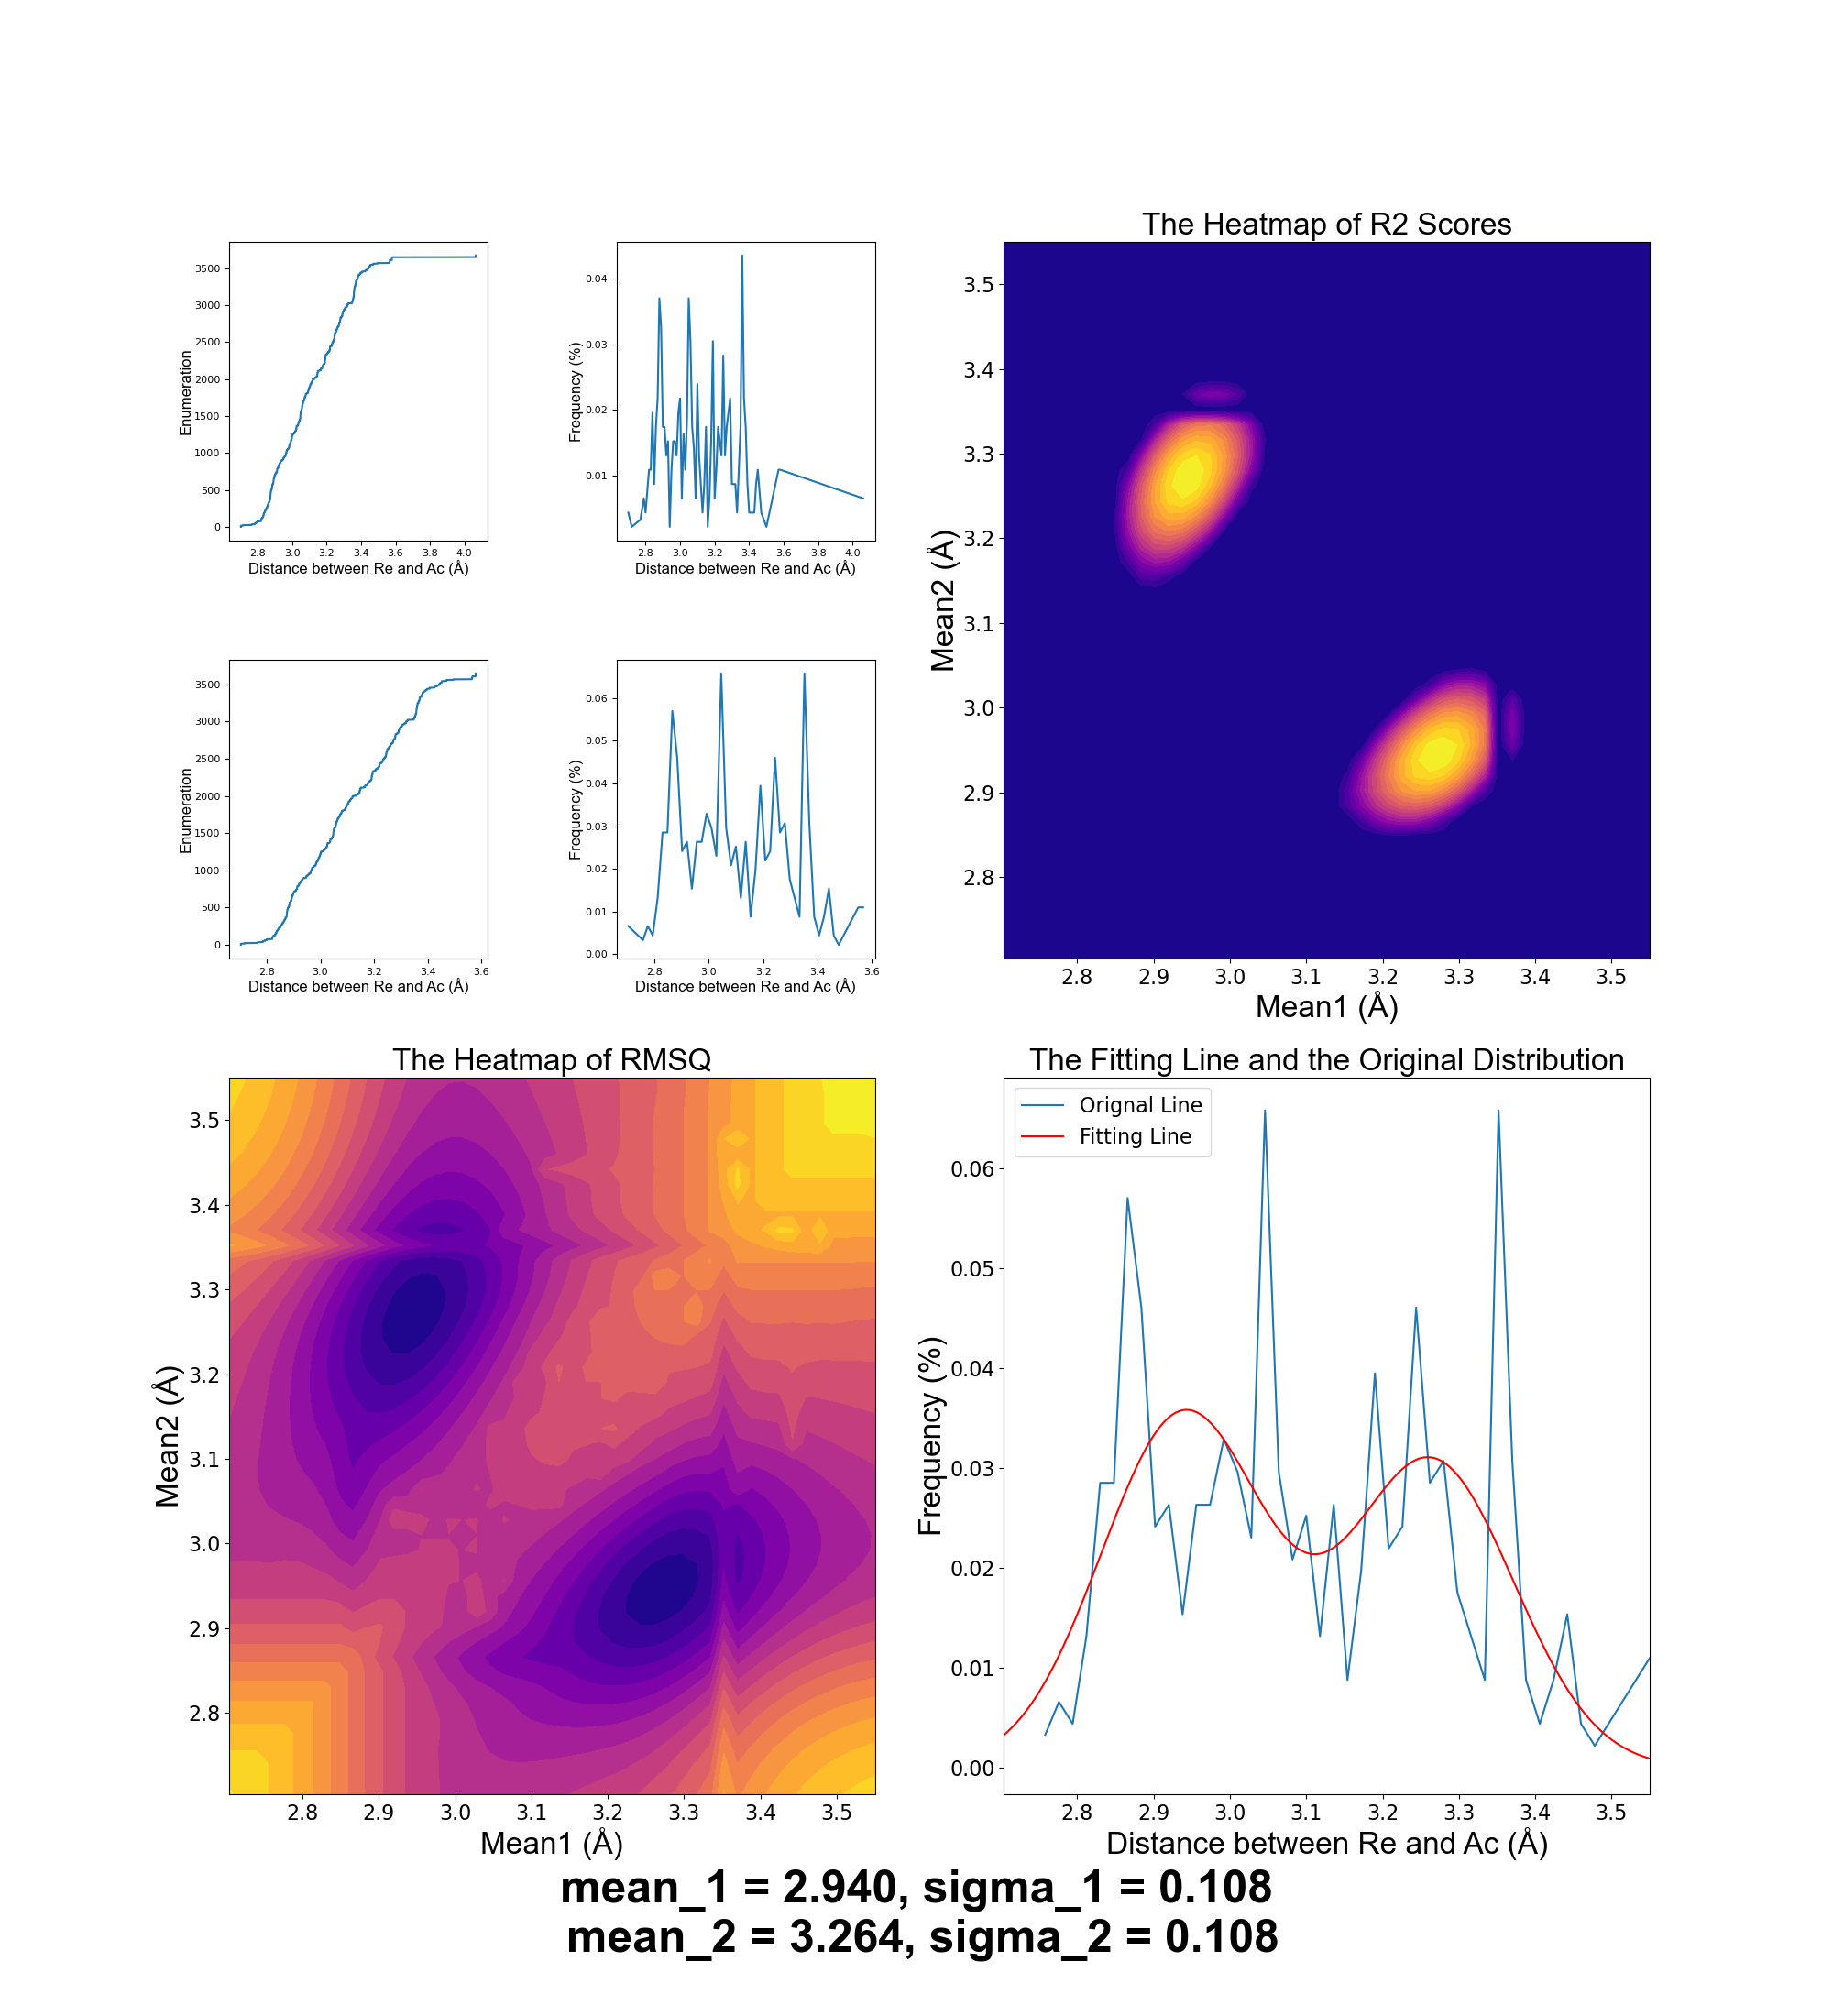 3500
3000
2500
2000
1500
1000
500
0
Enumeration
2.8 3.0 3.2 3.4 3.6 3.8 4.0
Distance between Re and Ac (Å)
0.04
0.03
0.02
0.01
Frequency (%)
2.8 3.0 3.2 3.4 3.6 3.8 4.0
Distance between Re and Ac (Å)
The Heatmap of R2 Scores
3.5
3.4
3.3
3.2
3.1
3.0
2.9
2.8
Mean2 (Å)
2.8 2.9 3.0 3.1 3.2 3.3 3.4 3.5
Mean1 (Å)
3500
3000
2500
2000
1500
1000
500
0
Enumeration
2.8 3.0 3.2 3.4 3.6
Distance between Re and Ac (Å)
0.06
0.05
0.04
0.03
0.02
0.01
0.00
Frequency (%)
2.8 3.0 3.2 3.4 3.6
Distance between Re and Ac (Å)
The Heatmap of RMSQ
3.5
3.4
3.3
3.2
3.1
3.0
2.9
2.8
Mean2 (Å)
2.8 2.9 3.0 3.1 3.2 3.3 3.4 3.5
Mean1 (Å)
The Fitting Line and the Original Distribution
Orignal Line
Fitting Line
0.06
0.05
0.04
0.03
0.02
0.01
0.00
Frequency (%)
2.8 2.9 3.0 3.1 3.2 3.3 3.4 3.5
Distance between Re and Ac (Å)
mean_1 = 2.940, sigma_1 = 0.108
mean_2 = 3.264, sigma_2 = 0.108